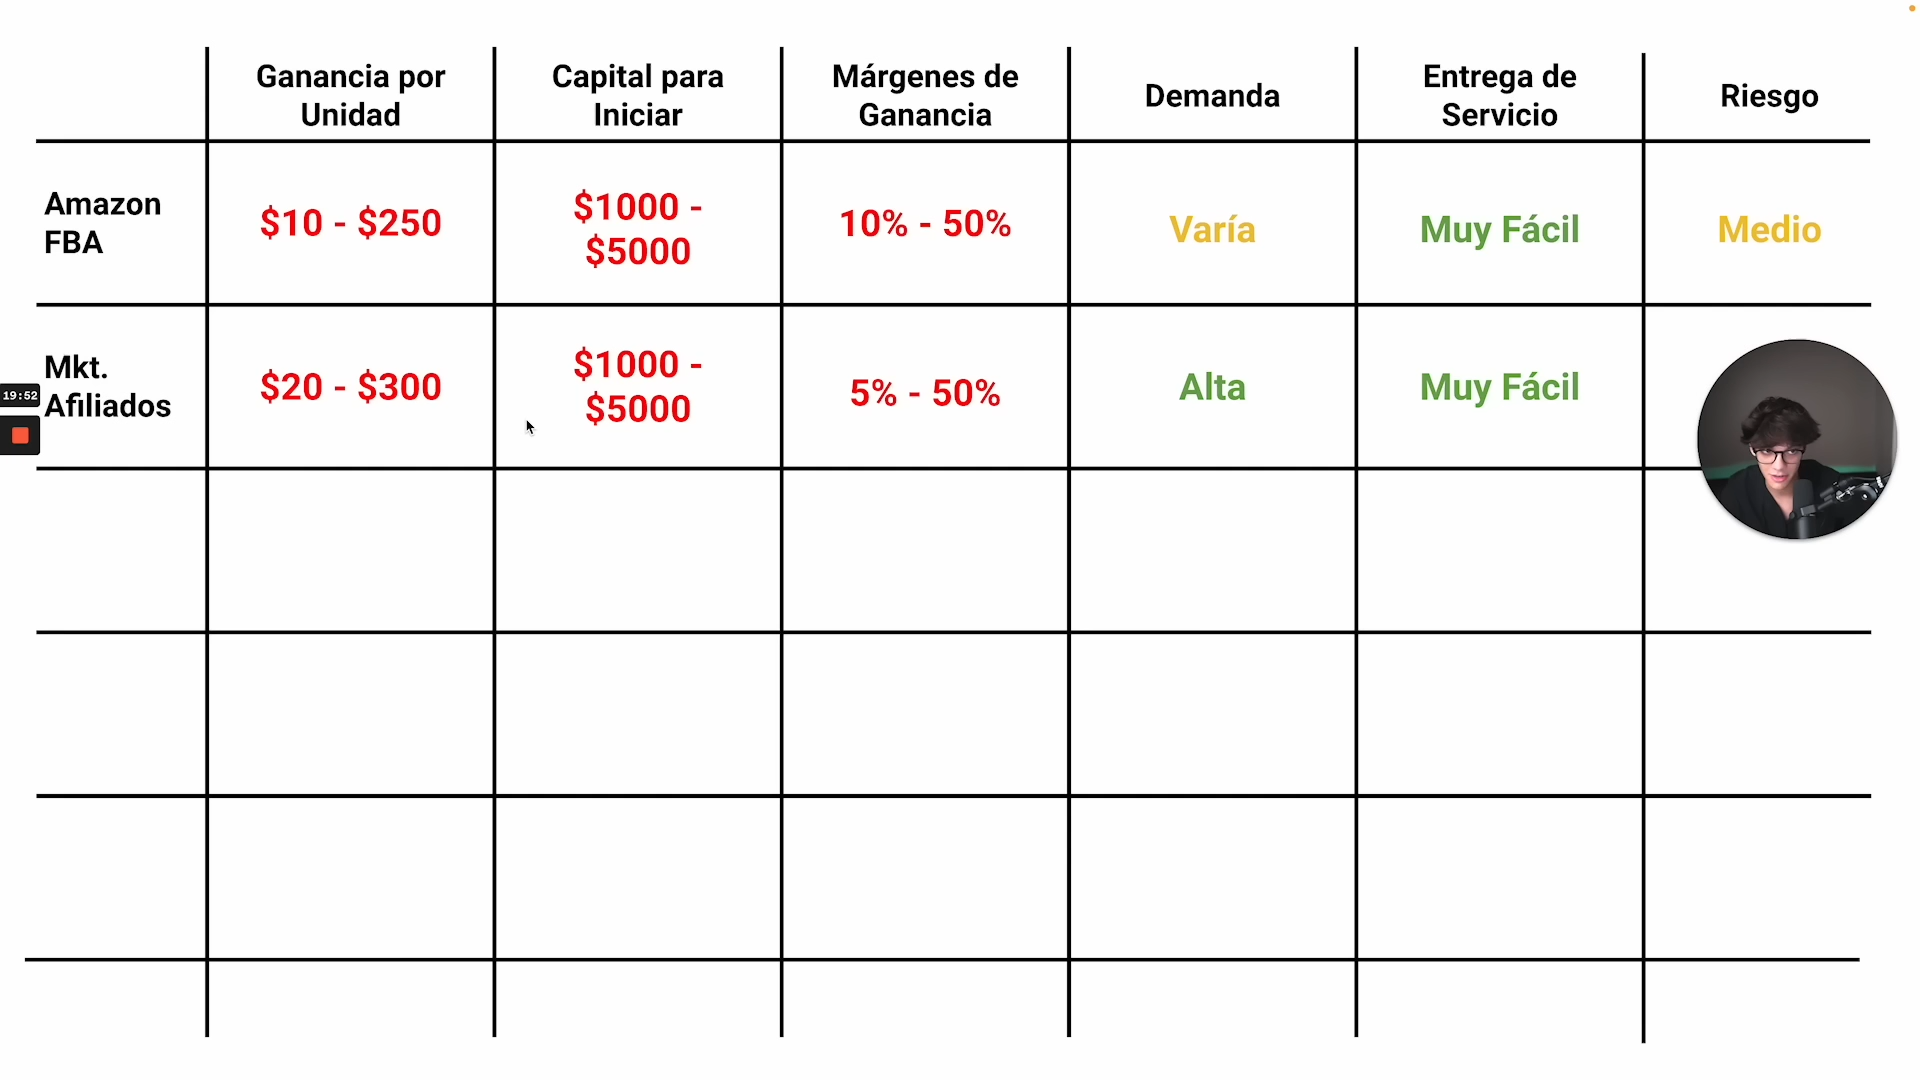 Ganancia por
Unidad
Capital para
Iniciar
Márgenes de
Ganancia
Demanda
Entrega de
Servicio
Riesgo
Amazon
FBA
$10 - $250
$1000 -
$5000
10% - 50%
Varía
Muy Fácil
Medio
Mkt.
Afiliados
$20 - $300
$1000 -
$5000
5% - 50%
Alta
Muy Fácil
19:52